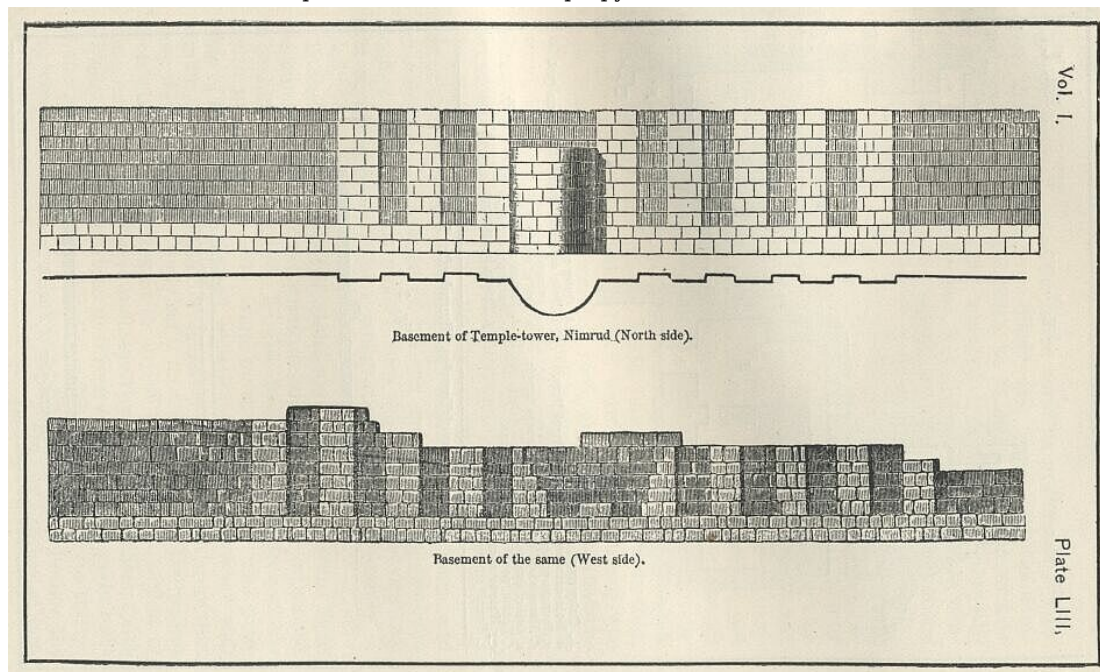 Vol. I.
Basement of Temple-tower, Nimrud (North side).
Basement of the same (West side).
Plate LIII,